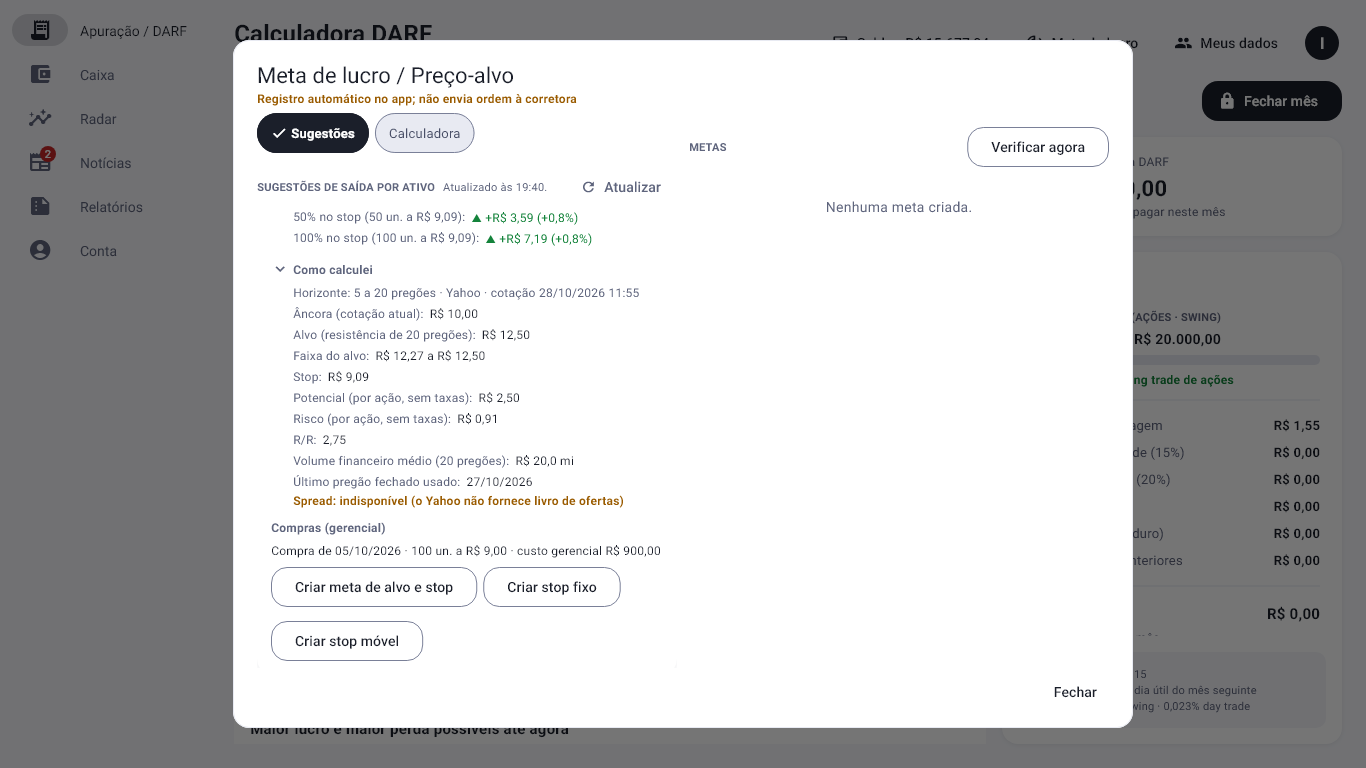 Apuração / DARF
Caixa
Radar
2
Notícias
Relatórios
Conta
Calculadora DARF
Meus dados
I
Fechar mês
Meta de lucro / Preço-alvo
Registro automático no app; não envia ordem à corretora
Sugestões
Calculadora
SUGESTÕES DE SAÍDA POR ATIVO Atualizado às 19:40.
Atualizar
50% no stop (50 un. a R$ 9,09): ▲ +R$ 3,59 (+0,8%)
100% no stop (100 un. a R$ 9,09): ▲ +R$ 7,19 (+0,8%)
Como calculei
Horizonte: 5 a 20 pregões · Yahoo · cotação 28/10/2026 11:55
Âncora (cotação atual): R$ 10,00
Alvo (resistência de 20 pregões): R$ 12,50
Faixa do alvo: R$ 12,27 a R$ 12,50
Stop: R$ 9,09
Potencial (por ação, sem taxas): R$ 2,50
Risco (por ação, sem taxas): R$ 0,91
R/R: 2,75
Volume financeiro médio (20 pregões): R$ 20,0 mi
Último pregão fechado usado: 27/10/2026
Spread: indisponível (o Yahoo não fornece livro de ofertas)
Compras (gerencial)
Compra de 05/10/2026 · 100 un. a R$ 9,00 · custo gerencial R$ 900,00
Criar meta de alvo e stop
Criar stop fixo
Criar stop móvel
METAS
Verificar agora
Nenhuma meta criada.
Fechar
DARF
,00
pagar neste mês
(AÇÕES · SWING)
R$ 20.000,00
ng trade de ações
agem R$ 1,55
de (15%) R$ 0,00
(20%) R$ 0,00
R$ 0,00
duro) R$ 0,00
nteriores R$ 0,00
R$ 0,00
15
dia útil do mês seguinte
wing · 0,023% day trade
Maior lucro e maior perda possíveis até agora